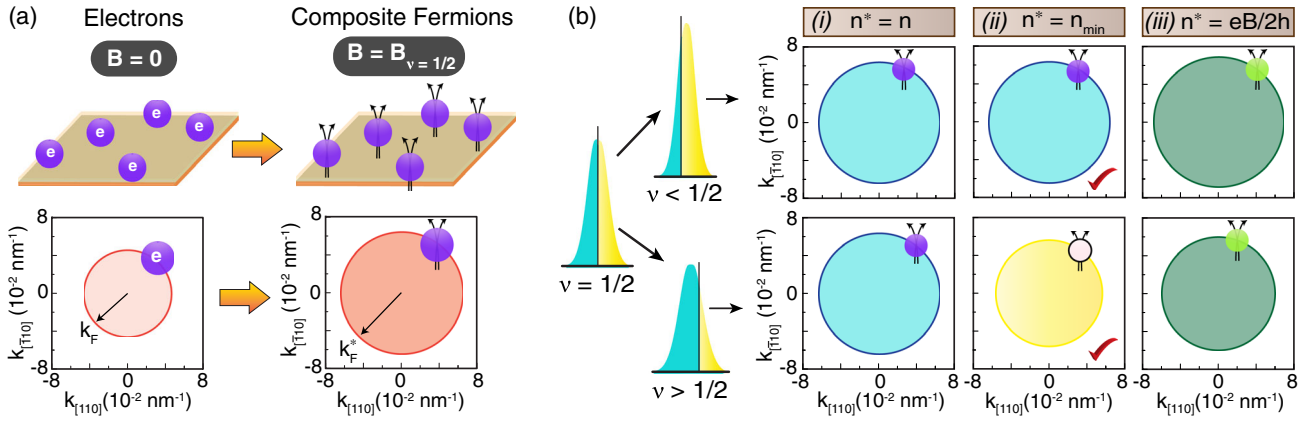 (a)
Electrons
Composite Fermions
B = 0
B = B ν = 1/2
e
e
e
e
e
8
0
-8
k[1̄10] (10⁻² nm⁻¹)
e
kF
-8
0
8
k[110] (10⁻² nm⁻¹)
8
0
-8
k[1̄10] (10⁻² nm⁻¹)
k*F
-8
0
8
k[110] (10⁻² nm⁻¹)
(b)
ν = 1/2
ν < 1/2
ν > 1/2
(i) n* = n
(ii) n* = nmin
(iii) n* = eB/2h
8
0
-8
k[1̄10] (10⁻² nm⁻¹)
8
0
-8
k[1̄10] (10⁻² nm⁻¹)
-8
0
8
k[110] (10⁻² nm⁻¹)
-8
0
8
k[110] (10⁻² nm⁻¹)
-8
0
8
k[110] (10⁻² nm⁻¹)